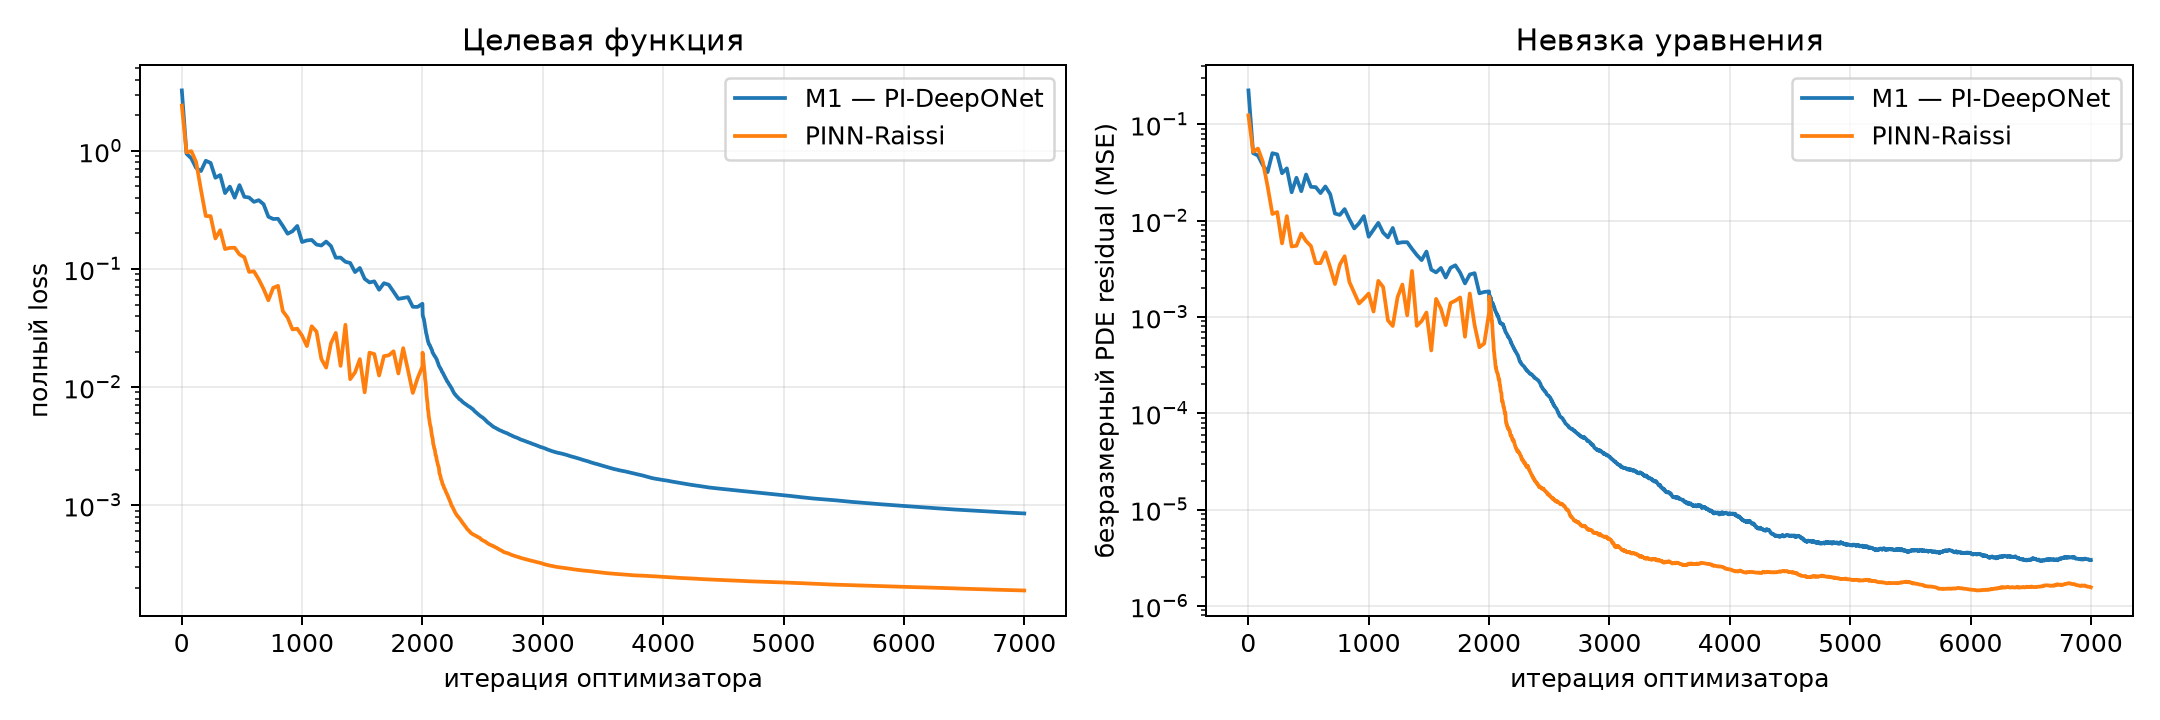 Целевая функция
полный loss
10⁰
10⁻¹
10⁻²
10⁻³
0 1000 2000 3000 4000 5000 6000 7000
итерация оптимизатора
M1 — PI-DeepONet
PINN-Raissi
Невязка уравнения
безразмерный PDE residual (MSE)
10⁻¹
10⁻²
10⁻³
10⁻⁴
10⁻⁵
10⁻⁶
0 1000 2000 3000 4000 5000 6000 7000
итерация оптимизатора
M1 — PI-DeepONet
PINN-Raissi